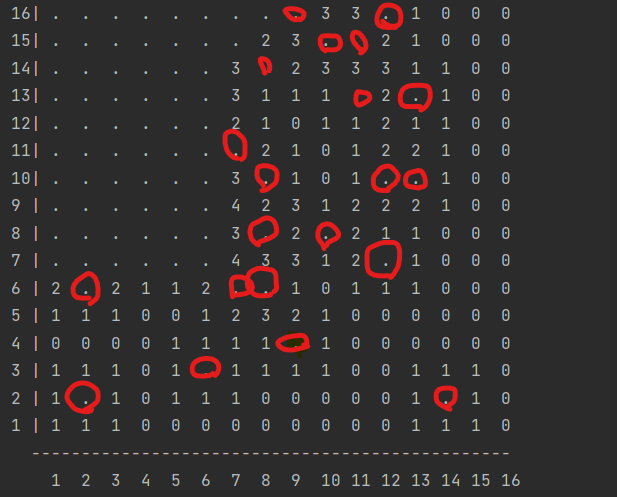 16| . . . . . . . . . 3 3 . 1 0 0 0
15| . . . . . . . 2 3 . . 2 1 0 0 0
14| . . . . . . 3 . 2 3 3 3 1 1 0 0
13| . . . . . . 3 1 1 1 . 2 . 1 0 0
12| . . . . . . 2 1 0 1 1 2 1 1 0 0
11| . . . . . . . 2 1 0 1 2 2 1 0 0
10| . . . . . . 3 . 1 0 1 . . 1 0 0
9 | . . . . . . 4 2 3 1 2 2 2 1 0 0
8 | . . . . . . 3 . 2 . 2 1 1 0 0 0
7 | . . . . . . 4 3 3 1 2 . 1 0 0 0
6 | 2 . 2 1 1 2 . . 1 0 1 1 1 0 0 0
5 | 1 1 1 0 0 1 2 3 2 1 0 0 0 0 0 0
4 | 0 0 0 0 1 1 1 1 . 1 0 0 0 0 0 0
3 | 1 1 1 0 1 . 1 1 1 1 0 0 1 1 1 0
2 | 1 . 1 0 1 1 1 0 0 0 0 0 1 . 1 0
1 | 1 1 1 0 0 0 0 0 0 0 0 0 1 1 1 0
------------------------------------------------
1 2 3 4 5 6 7 8 9 10 11 12 13 14 15 16